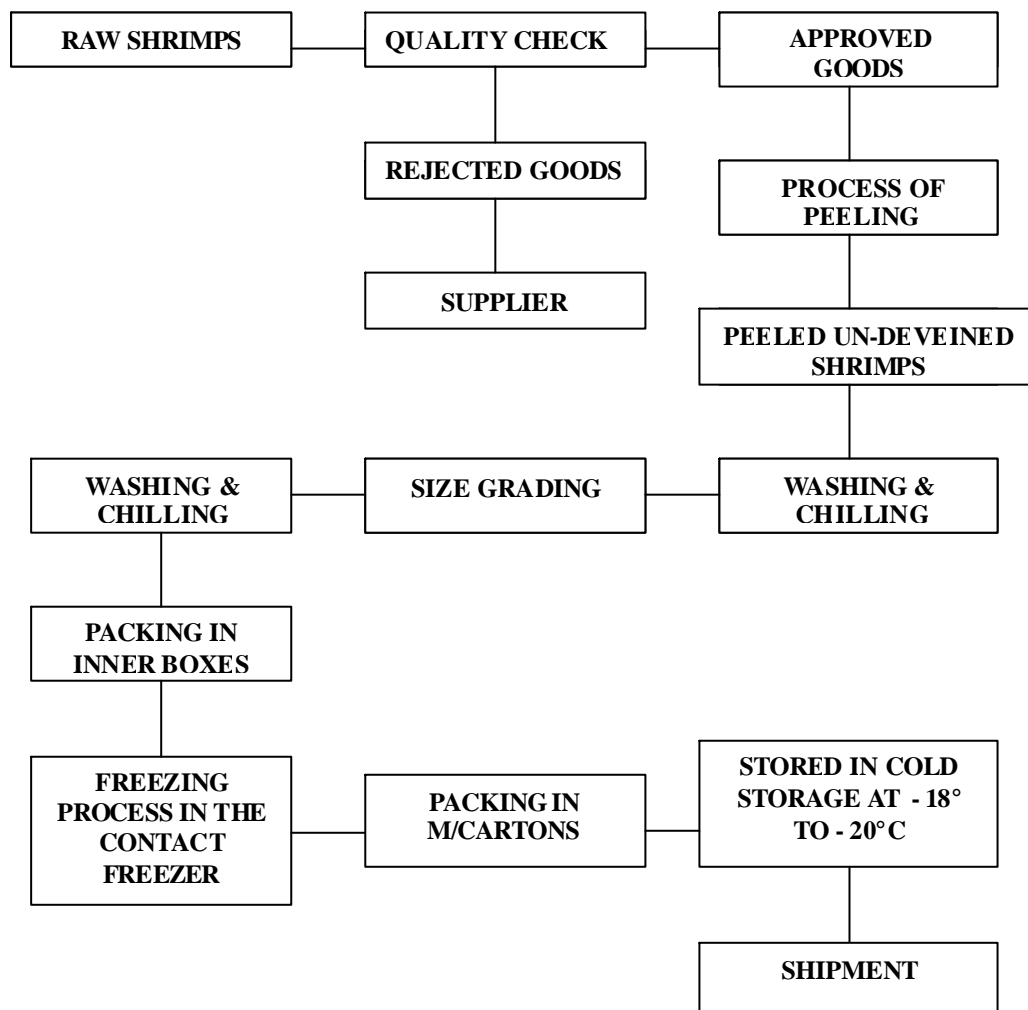 RAW SHRIMPS
QUALITY CHECK
APPROVED
GOODS
REJECTED GOODS
PROCESS OF
PEELING
SUPPLIER
PEELED UN-DEVEINED
SHRIMPS
WASHING &
CHILLING
SIZE GRADING
WASHING &
CHILLING
PACKING IN
INNER BOXES
FREEZING
PROCESS IN THE
CONTACT
FREEZER
PACKING IN
M/CARTONS
STORED IN COLD
STORAGE AT - 18°
TO - 20°C
SHIPMENT